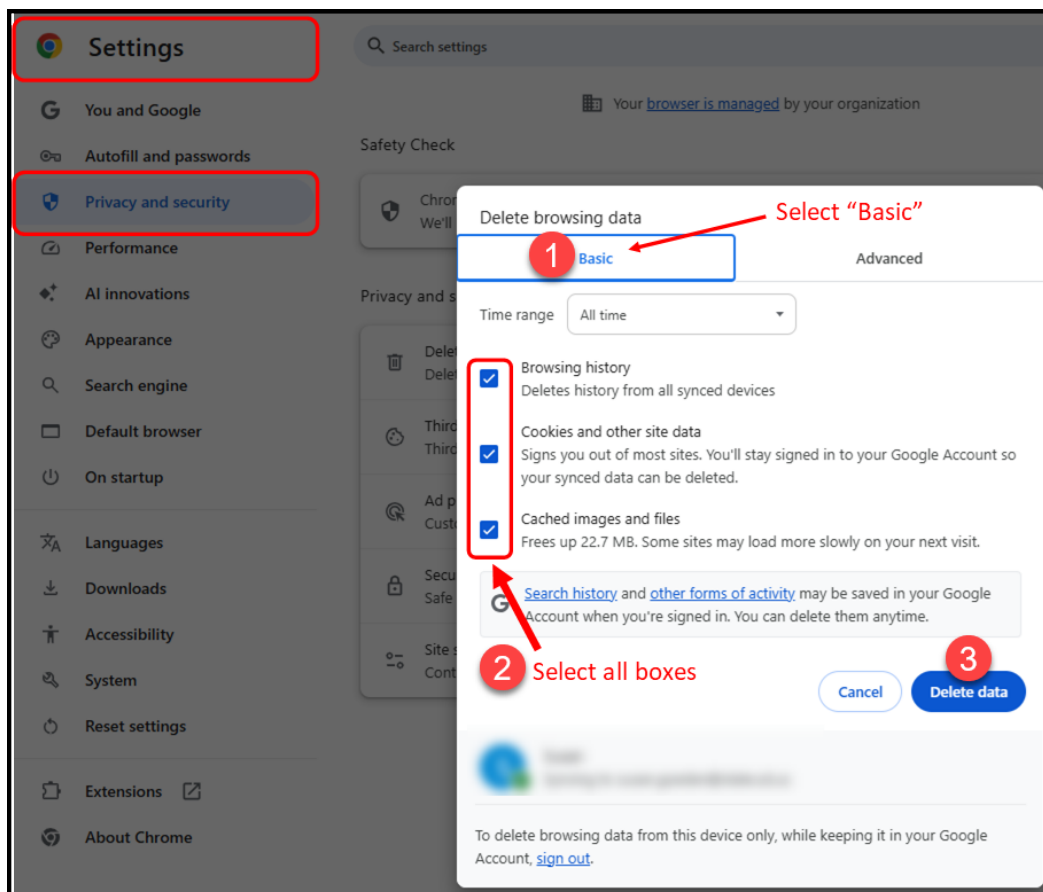 Settings
Search settings
You and Google
Autofill and passwords
Privacy and security
Performance
AI innovations
Appearance
Search engine
Default browser
On startup
Languages
Downloads
Accessibility
System
Reset settings
Extensions
About Chrome
Your browser is managed by your organization
Safety Check
Chror
We'll
Privacy and s
Delet
Delet
Third
Third
Ad p
Custo
Secu
Safe
Site s
Cont
Delete browsing data
Select "Basic"
1
Basic
Advanced
Time range
All time
Browsing history
Deletes history from all synced devices
Cookies and other site data
Signs you out of most sites. You'll stay signed in to your Google Account so
your synced data can be deleted.
Cached images and files
Frees up 22.7 MB. Some sites may load more slowly on your next visit.
Search history and other forms of activity may be saved in your Google
Account when you're signed in. You can delete them anytime.
2
Select all boxes
3
Cancel
Delete data
To delete browsing data from this device only, while keeping it in your Google
Account, sign out.